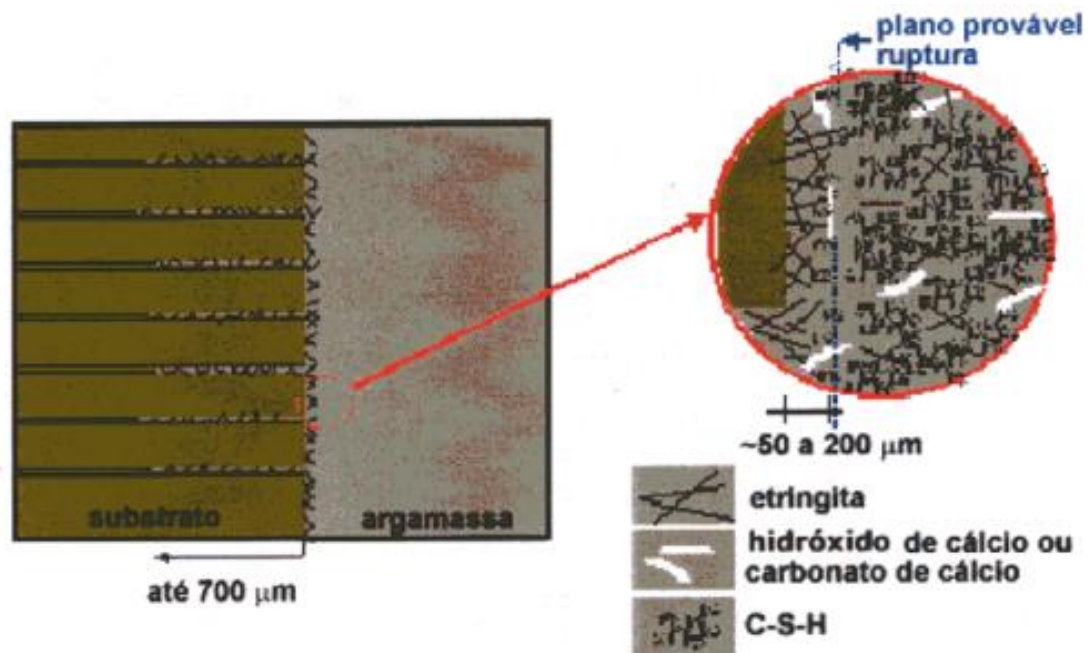 plano provável
ruptura
substrato
argamassa
até 700 μm
~50 a 200 μm
etringita
hidróxido de cálcio ou
carbonato de cálcio
C-S-H